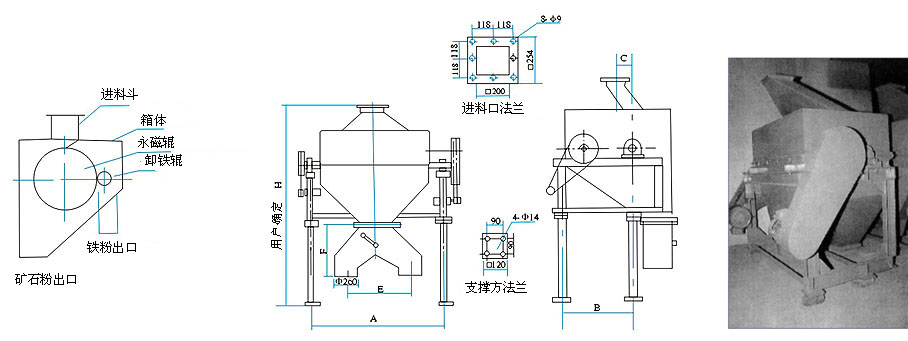 进料斗
箱体
永磁辊
卸铁辊
铁粉出口
矿石粉出口
用户确定 H
F
Φ2c0
E
A
118
118
8-Φ9
118
118
□254
□200
进料口法兰
90
4-Φ14
90
□120
支撑方法兰
C
B